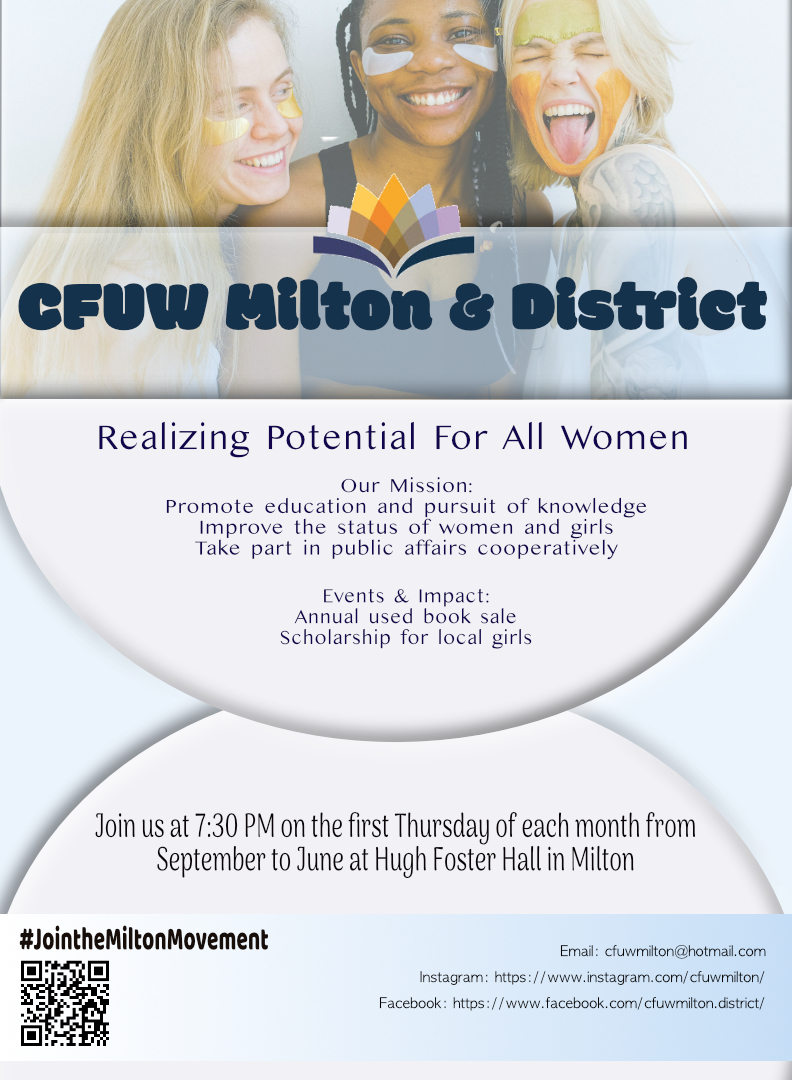 CFUW Milton & District
Realizing Potential For All Women
Our Mission:
Promote education and pursuit of knowledge
Improve the status of women and girls
Take part in public affairs cooperatively
Events & Impact:
Annual used book sale
Scholarship for local girls
Join us at 7:30 PM on the first Thursday of each month from
September to June at Hugh Foster Hall in Milton
#JointheMiltonMovement
Email: cfuwmilton@hotmail.com
Instagram: https://www.instagram.com/cfuwmilton/
Facebook: https://www.facebook.com/cfuwmilton.district/